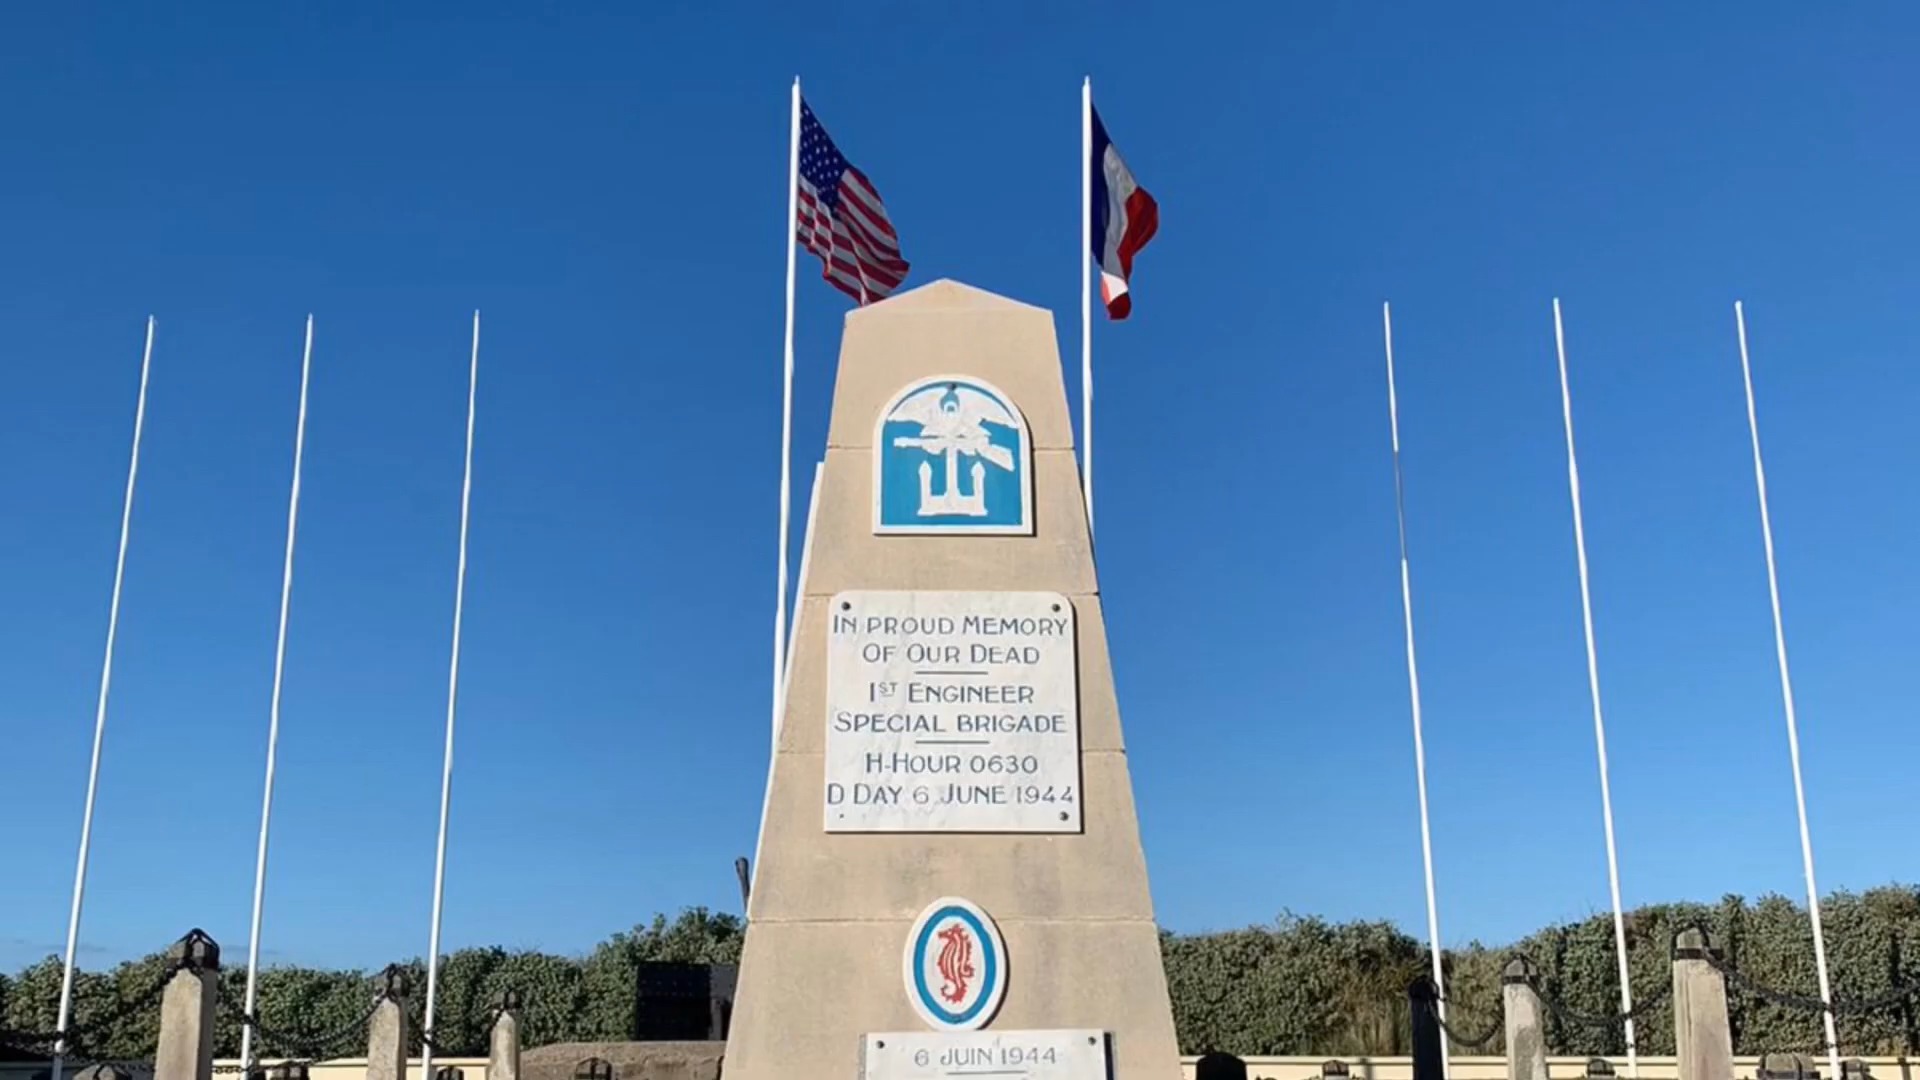 IN PROUD MEMORY
OF OUR DEAD
1ST ENGINEER
SPECIAL BRIGADE
H-HOUR 0630
D DAY 6 JUNE 1944
6 JUIN 1944